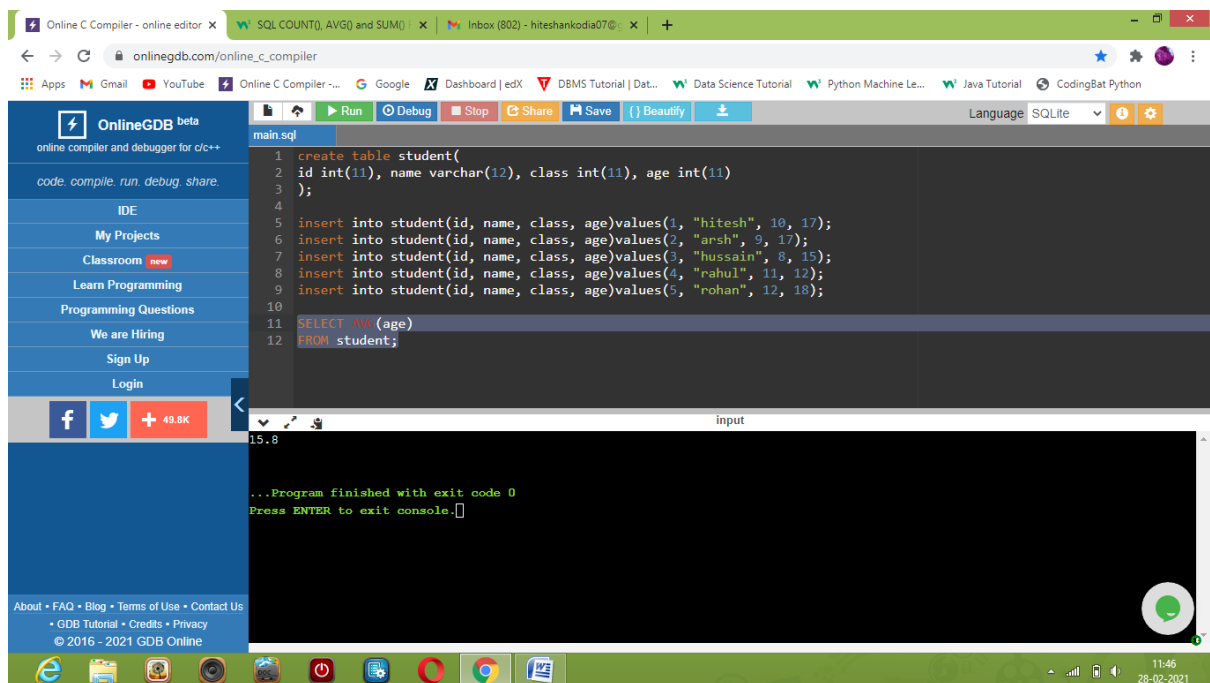 Online C Compiler - online editor
SQL COUNT(), AVG() and SUM()
Inbox (802) - hiteshankodia07@g
onlinegdb.com/online_c_compiler
Apps Gmail YouTube Online C Compiler -... Google Dashboard | edX DBMS Tutorial | Dat... Data Science Tutorial Python Machine Le... Java Tutorial CodingBat Python
OnlineGDB beta
online compiler and debugger for c/c++
code. compile. run. debug. share.
IDE
My Projects
Classroom new
Learn Programming
Programming Questions
We are Hiring
Sign Up
Login
49.8K
About • FAQ • Blog • Terms of Use • Contact Us
• GDB Tutorial • Credits • Privacy
© 2016 - 2021 GDB Online
Run Debug Stop Share Save { } Beautify
Language SQLite
main.sql
1 create table student(
2 id int(11), name varchar(12), class int(11), age int(11)
3 );
4
5 insert into student(id, name, class, age)values(1, "hitesh", 10, 17);
6 insert into student(id, name, class, age)values(2, "arsh", 9, 17);
7 insert into student(id, name, class, age)values(3, "hussain", 8, 15);
8 insert into student(id, name, class, age)values(4, "rahul", 11, 12);
9 insert into student(id, name, class, age)values(5, "rohan", 12, 18);
10
11 SELECT AVG(age)
12 FROM student;
input
15.8
...Program finished with exit code 0
Press ENTER to exit console.
11:46
28-02-2021